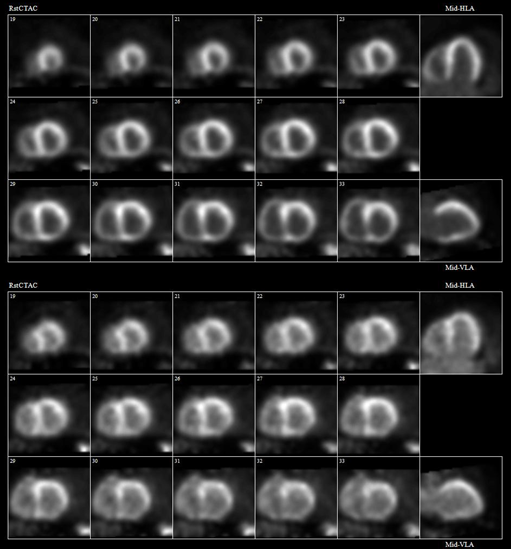 RstCTAC Mid-HLA
19 20 21 22 23
24 25 26 27 28
29 30 31 32 33
Mid-VLA
RstCTAC Mid-HLA
19 20 21 22 23
24 25 26 27 28
29 30 31 32 33
Mid-VLA